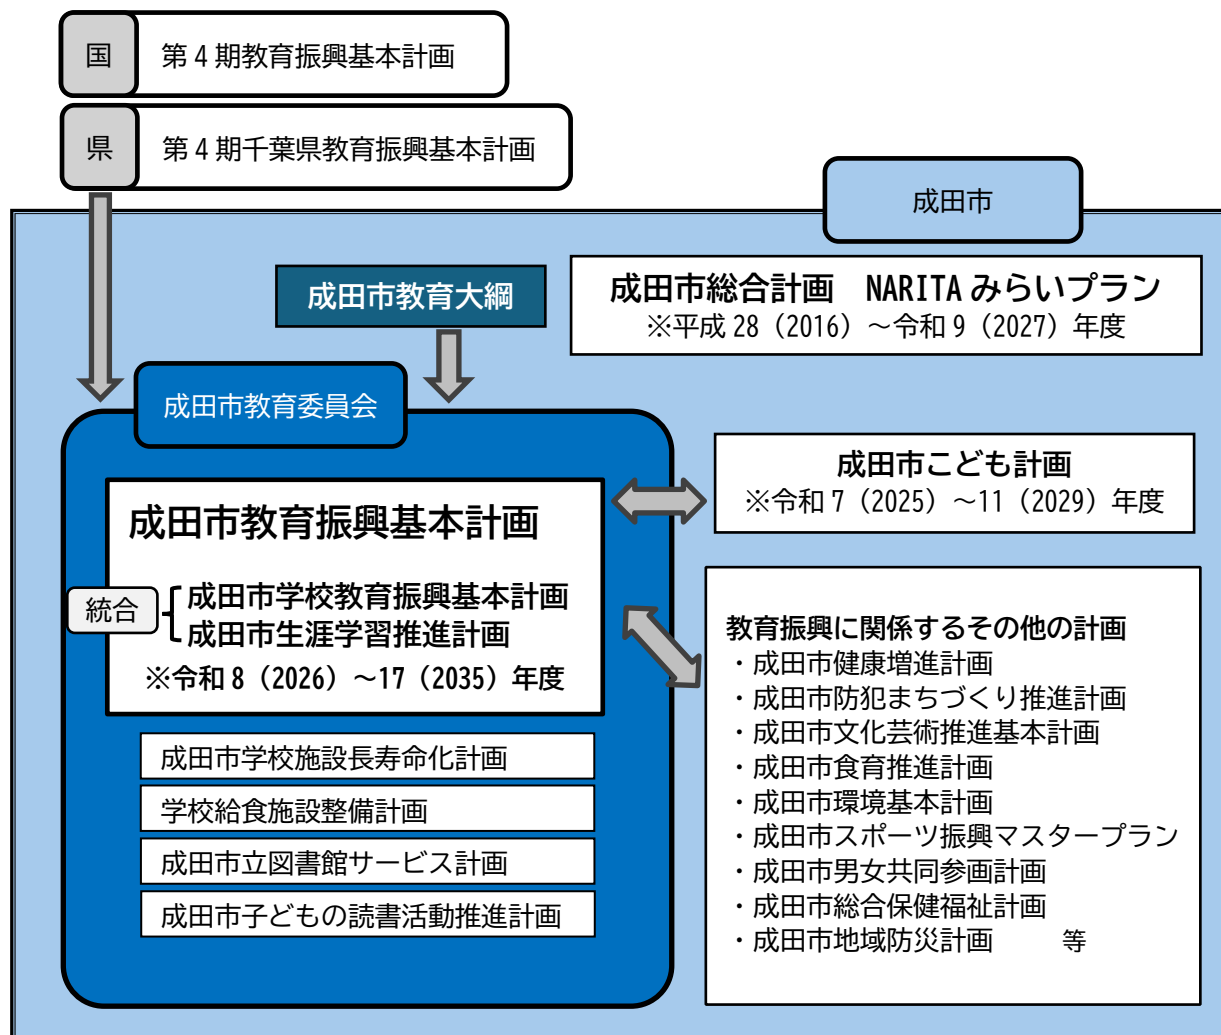 国 第4期教育振興基本計画
県 第4期千葉県教育振興基本計画
成田市
成田市教育大綱
成田市総合計画 NARITAみらいプラン
※平成28(2016)~令和9(2027)年度
成田市教育委員会
成田市教育振興基本計画
統合
成田市学校教育振興基本計画
成田市生涯学習推進計画
※令和8(2026)~17(2035)年度
成田市学校施設長寿命化計画
学校給食施設整備計画
成田市立図書館サービス計画
成田市子どもの読書活動推進計画
成田市こども計画
※令和7(2025)~11(2029)年度
教育振興に関係するその他の計画
・成田市健康増進計画
・成田市防犯まちづくり推進計画
・成田市文化芸術推進基本計画
・成田市食育推進計画
・成田市環境基本計画
・成田市スポーツ振興マスタープラン
・成田市男女共同参画計画
・成田市総合保健福祉計画
・成田市地域防災計画 等